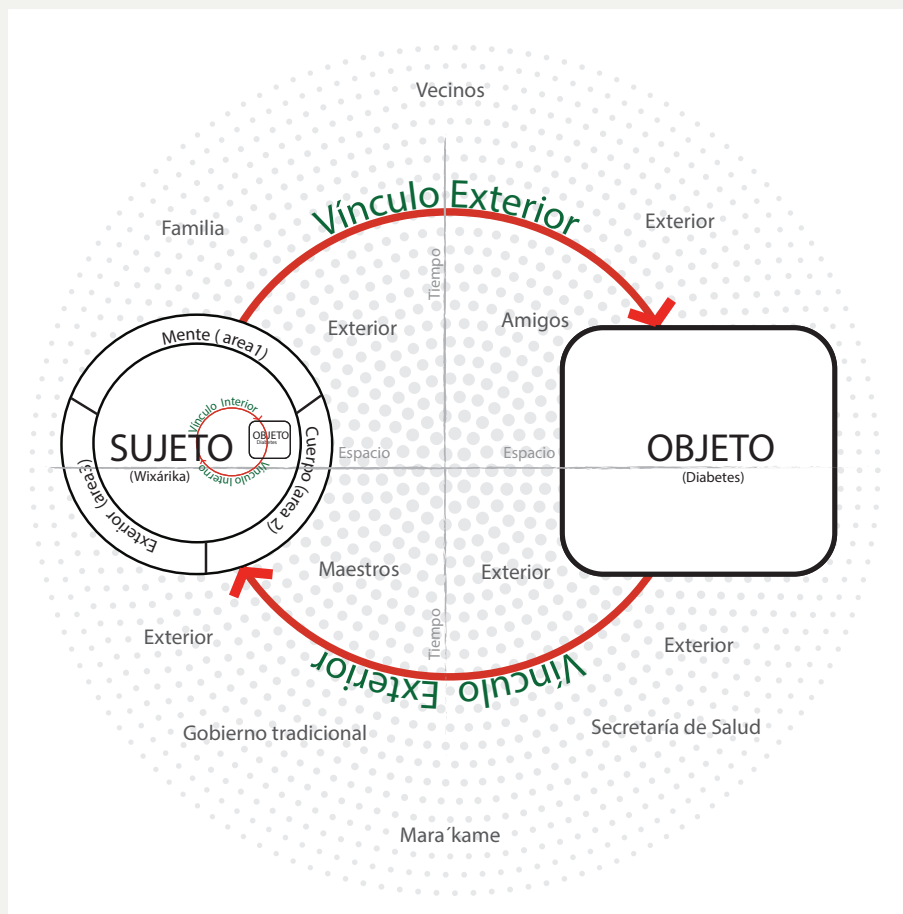 Vecinos
Vínculo Exterior
Familia
Exterior
Tiempo
Exterior
Amigos
Mente ( area1)
Vínculo Interior
SUJETO
(Wixárika)
OBJETO
Diabetes
Vínculo Interno
Cuerpo (area 2)
Exterior (area3)
Espacio
Espacio
OBJETO
(Diabetes)
Maestros
Exterior
Tiempo
Exterior
Exterior
Vínculo Exterior
Gobierno tradicional
Secretaría de Salud
Mara´kame